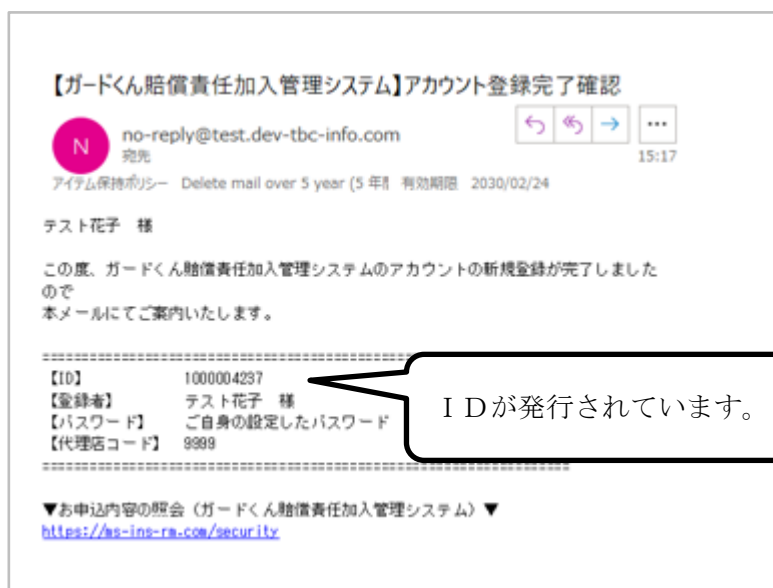 【ガードくん賠償責任加入管理システム】アカウント登録完了確認
N
no-reply@test.dev-tbc-info.com
宛先
15:17
アイテム保持ポリシー Delete mail over 5 year (5 年 有効期限 2030/02/24
テスト花子 様
この度、ガードくん賠償責任加入管理システムのアカウントの新規登録が完了しました
ので
本メールにてご案内いたします。
==================================================
【ID】 1000004237
【登録者】 テスト花子 様
【パスワード】 ご自身の設定したパスワード
【代理店コード】 9999
==================================================
ＩＤが発行されています。
▼お申込内容の照会（ガードくん賠償責任加入管理システム）▼
https://ms-ins-rm.com/security